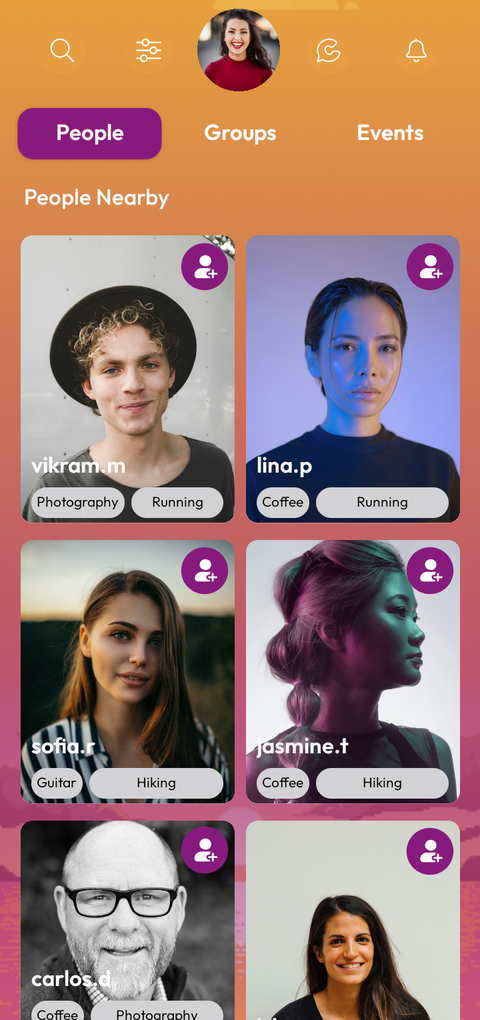 People Groups Events
People Nearby
vikram.m
Photography Running
lina.p
Coffee Running
sofia.r
Guitar Hiking
jasmine.t
Coffee Hiking
carlos.d
Coffee Photography